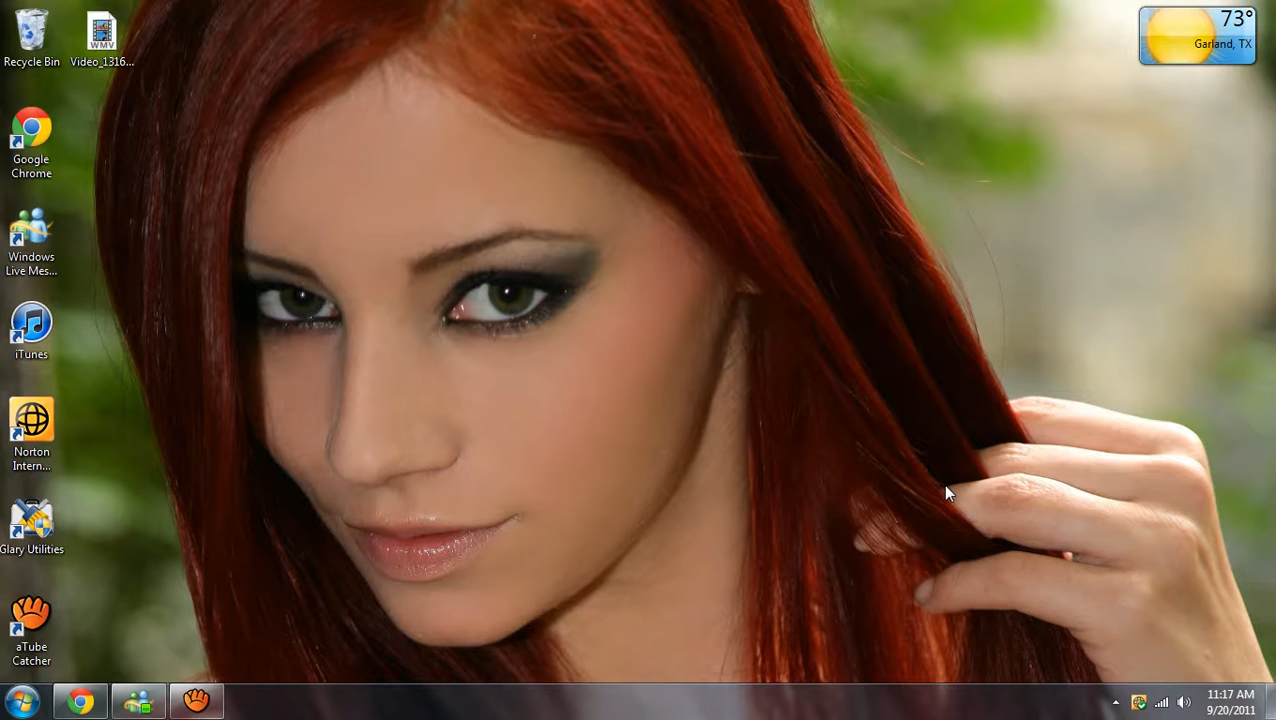 Recycle Bin
WMV
Video_1316...
73°
Garland, TX
Google
Chrome
Windows
Live Mes...
iTunes
Norton
Intern...
Glary Utilities
aTube
Catcher
11:17 AM
9/20/2011